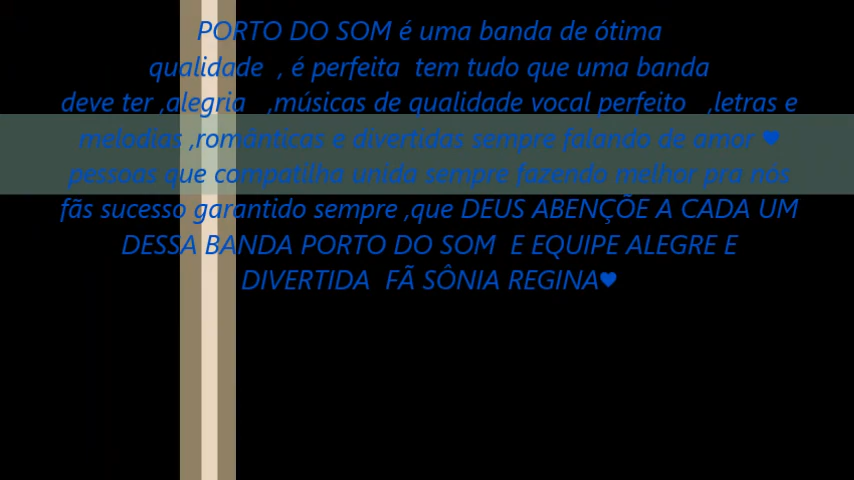 PORTO DO SOM é uma banda de ótima
qualidade , é perfeita tem tudo que uma banda
deve ter ,alegria ,músicas de qualidade vocal perfeito ,letras e
melodias ,românticas e divertidas sempre falando de amor ♥
pessoas que compatilha unida sempre fazendo melhor pra nós
fãs sucesso garantido sempre ,que DEUS ABENÇÕE A CADA UM
DESSA BANDA PORTO DO SOM E EQUIPE ALEGRE E
DIVERTIDA FÃ SÔNIA REGINA♥